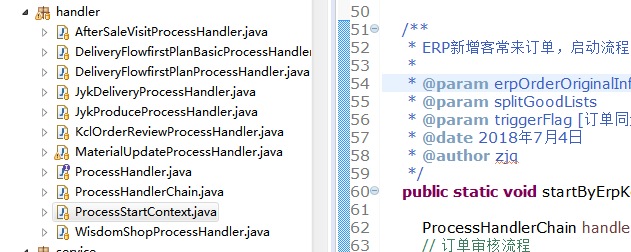 handler
AfterSaleVisitProcessHandler.java
DeliveryFlowfirstPlanBasicProcessHandler
DeliveryFlowfirstPlanProcessHandler.java
JykDeliveryProcessHandler.java
JykProduceProcessHandler.java
KclOrderReviewProcessHandler.java
MaterialUpdateProcessHandler.java
ProcessHandler.java
ProcessHandlerChain.java
ProcessStartContext.java
WisdomShopProcessHandler.java
service
50
51 /**
52 * ERP新增客常来订单，启动流程
53 *
54 * @param erpOrderOriginalInf
55 * @param splitGoodLists
56 * @param triggerFlag [订单同
57 * @date 2018年7月4日
58 * @author zjq
59 */
60 public static void startByErpK
61
62 ProcessHandlerChain handle
63 // 订单审核流程